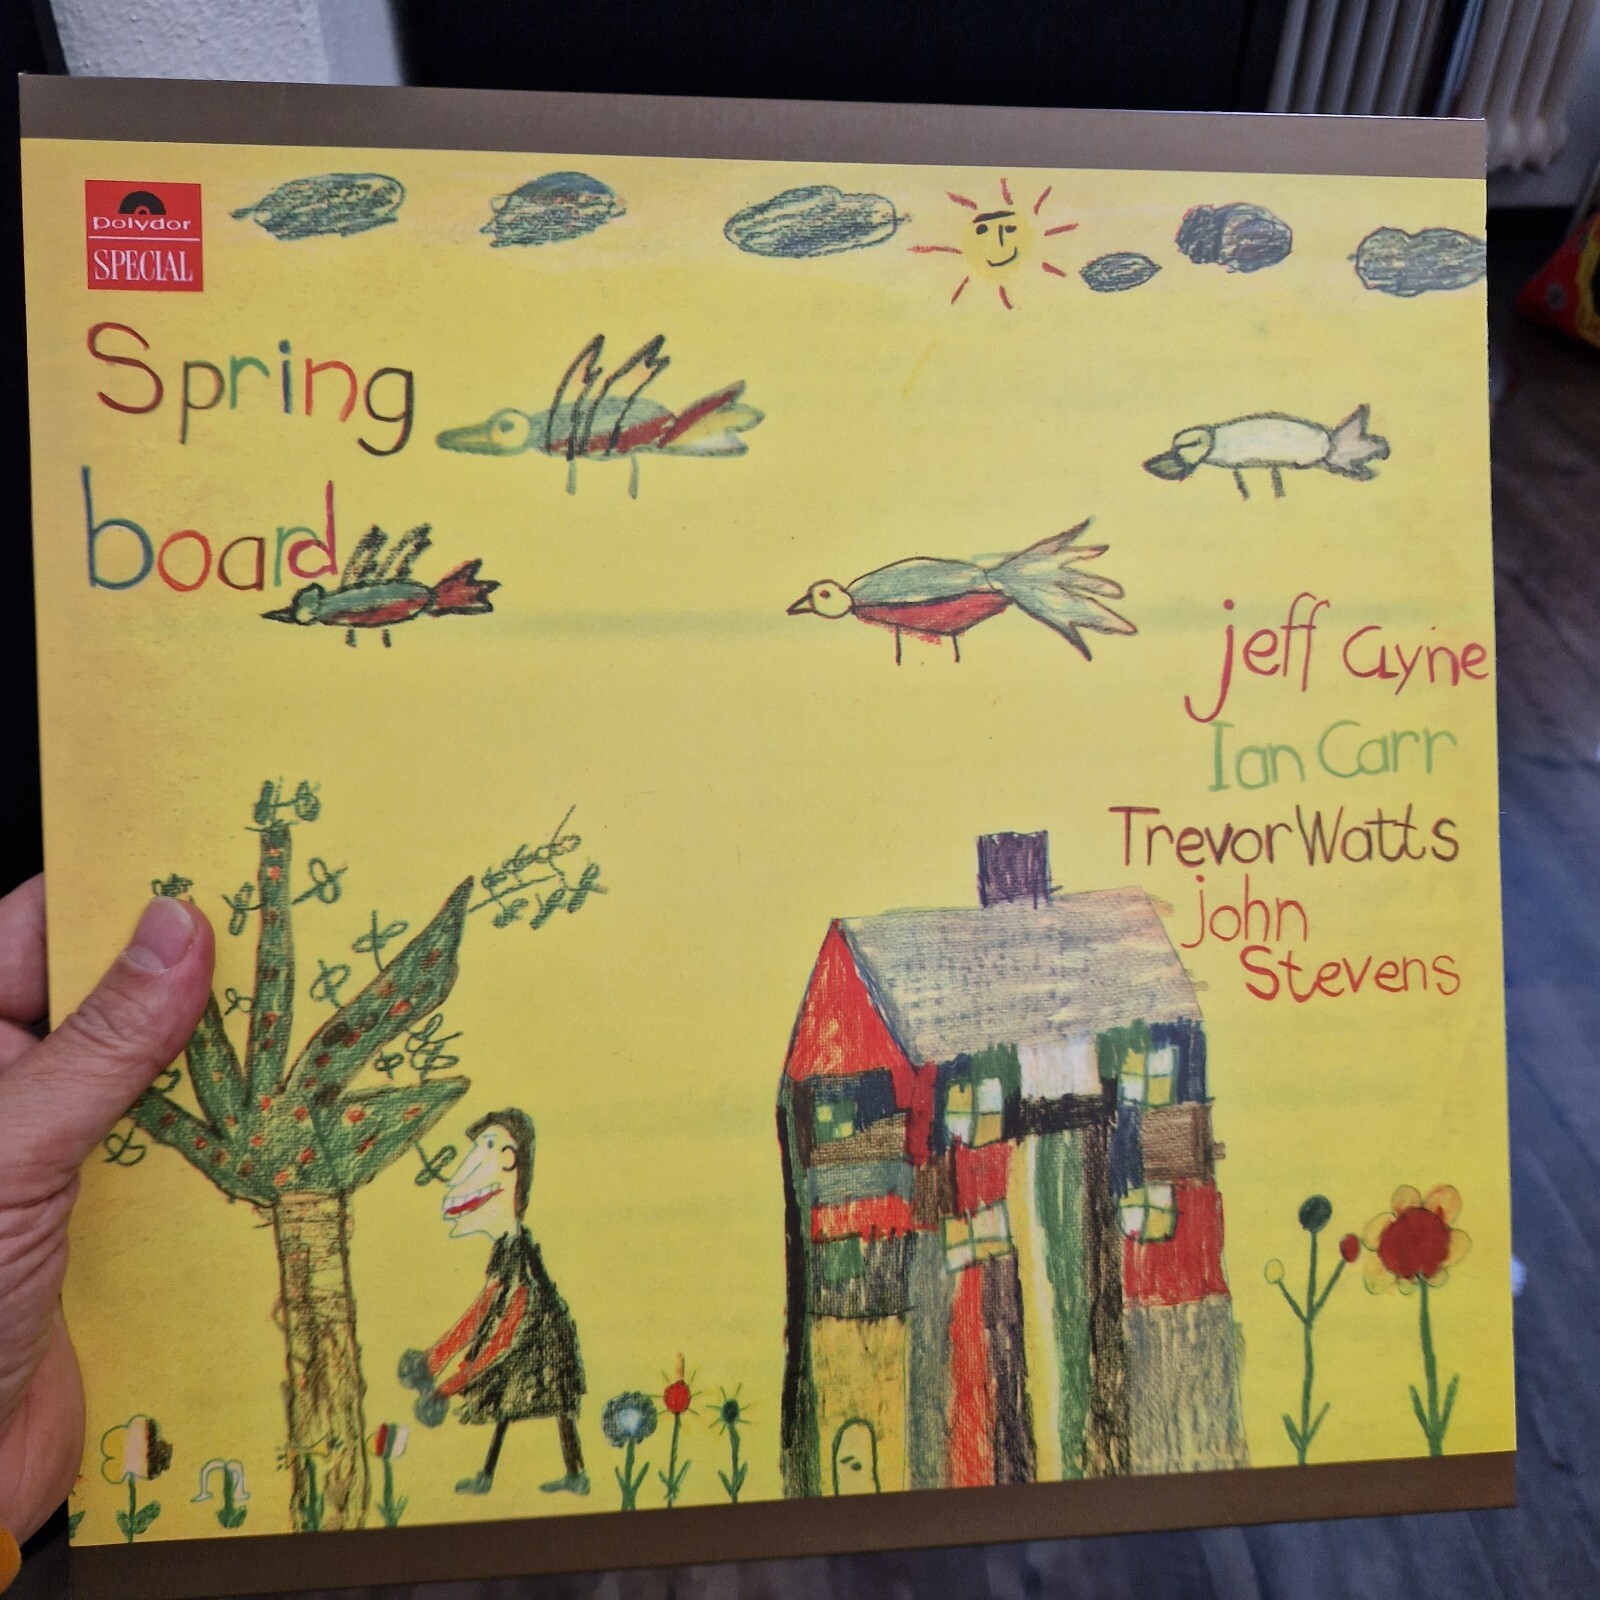 polydor
SPECIAL
Spring
board
jeff Clyne
Ian Carr
Trevor Watts
john
Stevens